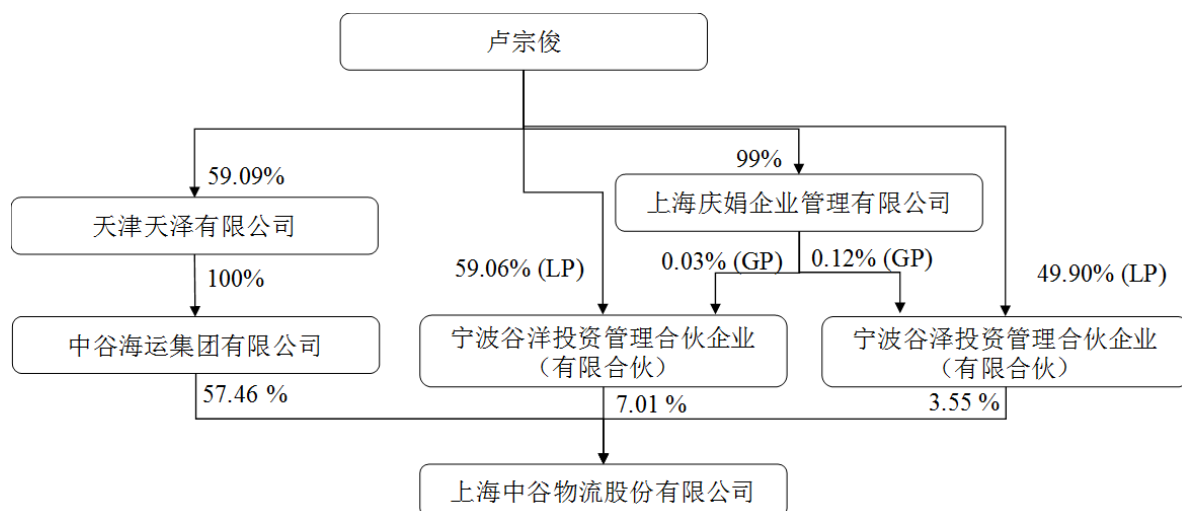 卢宗俊
59.09%
99%
天津天泽有限公司
上海庆娟企业管理有限公司
100%
59.06% (LP)
0.03% (GP)
0.12% (GP)
49.90% (LP)
中谷海运集团有限公司
宁波谷洋投资管理合伙企业
（有限合伙）
宁波谷泽投资管理合伙企业
（有限合伙）
57.46 %
7.01 %
3.55 %
上海中谷物流股份有限公司